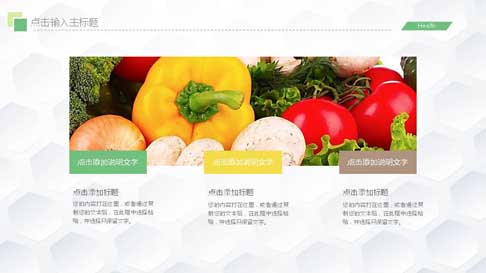 点击输入主标题
Health
点击添加说明文字
点击添加说明文字
点击添加说明文字
点击添加标题
您的内容打在这里，或者通过复
制您的文本后，在此框中选择粘
贴，并选择只保留文字。
点击添加标题
您的内容打在这里，或者通过复
制您的文本后，在此框中选择粘
贴，并选择只保留文字。
点击添加标题
您的内容打在这里，或者通过复
制您的文本后，在此框中选择粘
贴，并选择只保留文字。